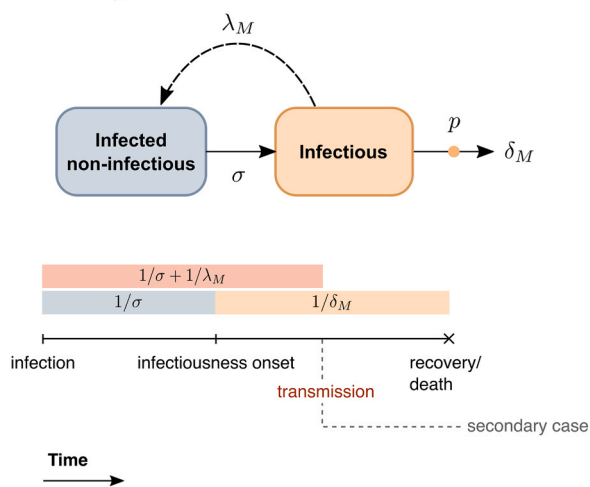 λ_M
Infected
non-infectious
σ
Infectious
p
δ_M
1/σ + 1/λ_M
1/σ
1/δ_M
infection
infectiousness onset
recovery/
death
transmission
secondary case
Time